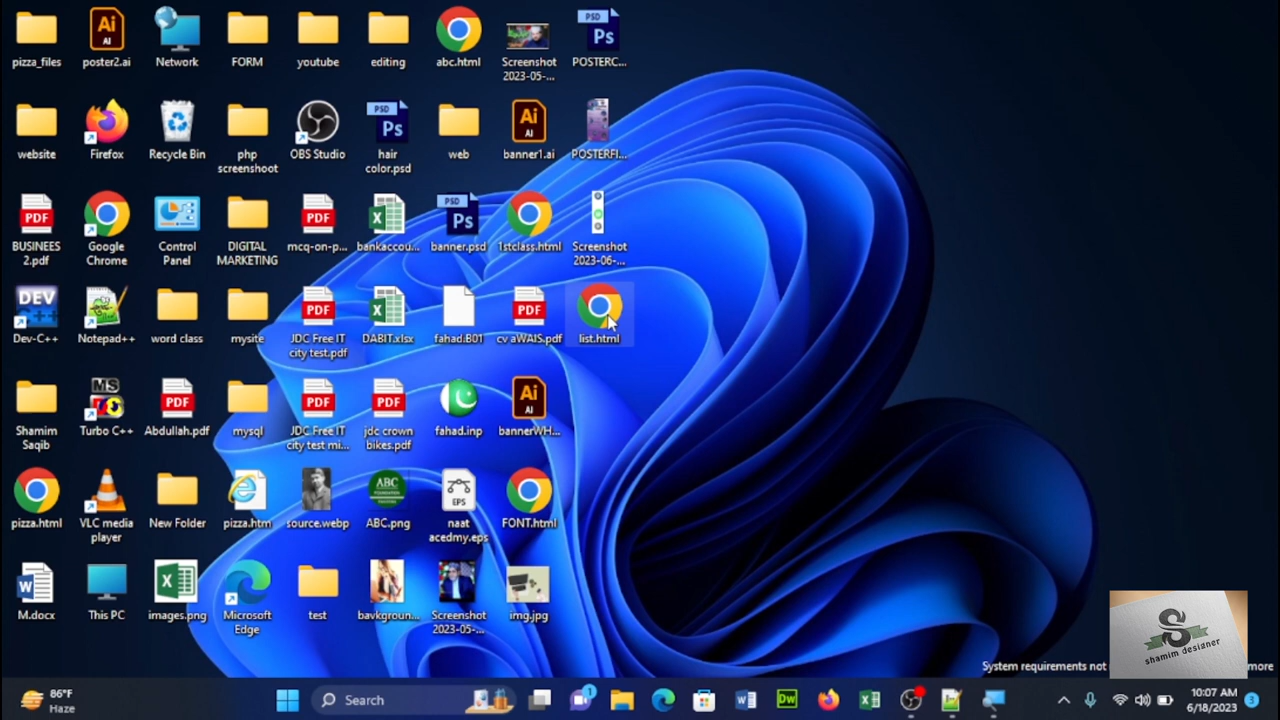 pizza_files
poster2.ai
Network
FORM
youtube
editing
abc.html
Screenshot
2023-05-...
POSTERC...
website
Firefox
Recycle Bin
php
screenshoot
OBS Studio
hair
color.psd
web
banner1.ai
POSTERFI...
BUSINEES
2.pdf
Google
Chrome
Control
Panel
DIGITAL
MARKETING
mcq-on-p...
bankaccou...
banner.psd
1stclass.html
Screenshot
2023-06-...
Dev-C++
Notepad++
word class
mysite
JDC Free IT
city test.pdf
DABIT.xlsx
fahad.B01
cv aWAIS.pdf
list.html
Shamim
Saqib
Turbo C++
Abdullah.pdf
mysql
JDC Free IT
city test mi...
jdc crown
bikes.pdf
fahad.inp
bannerWH...
pizza.html
VLC media
player
New Folder
pizza.htm
source.webp
ABC.png
naat
acedmy.eps
FONT.html
M.docx
This PC
images.png
Microsoft
Edge
test
bavkgroun...
Screenshot
2023-05-...
img.jpg
shamim designer
System requirements not
more
86°F
Haze
Search
10:07 AM
6/18/2023
3